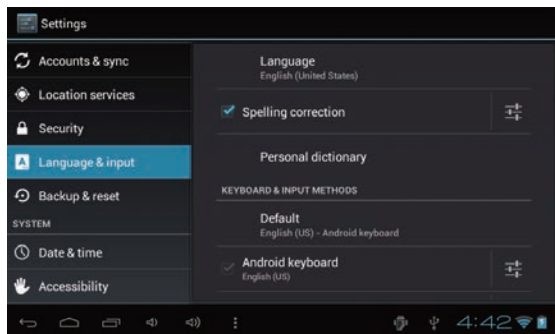 Settings
Accounts & sync
Location services
Security
Language & input
Backup & reset
SYSTEM
Date & time
Accessibility
Language
English (United States)
Spelling correction
Personal dictionary
KEYBOARD & INPUT METHODS
Default
English (US) - Android keyboard
Android keyboard
English (US)
4:42